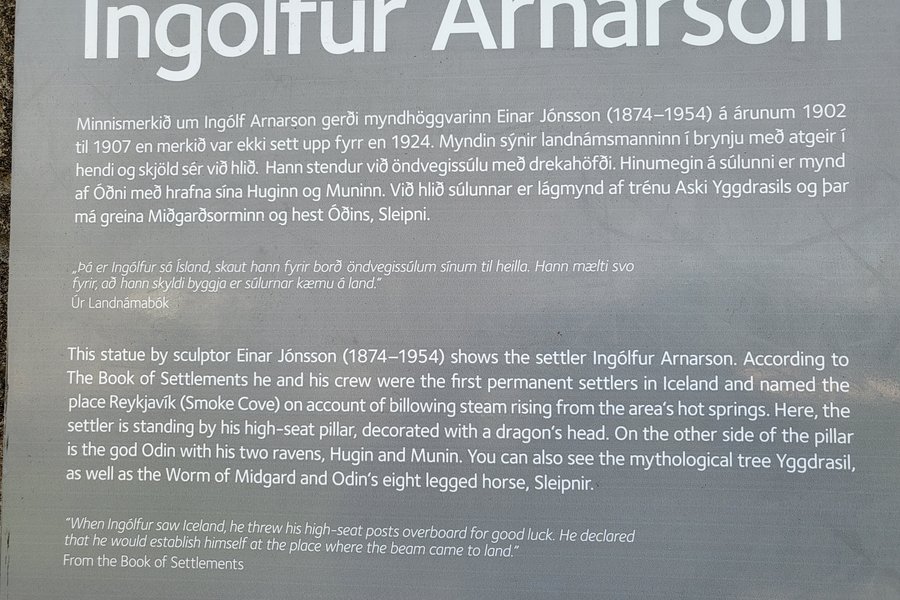 Ingólfur Arnarson
Minnismerkið um Ingólf Arnarson gerði myndhöggvarinn Einar Jónsson (1874–1954) á árunum 1902
til 1907 en merkið var ekki sett upp fyrr en 1924. Myndin sýnir landnámsmanninn í brynju með atgeir í
hendi og skjöld sér við hlið. Hann stendur við öndvegissúlu með drekahöfði. Hinumegin á súlunni er mynd
af Óðni með hrafna sína Huginn og Muninn. Við hlið súlunnar er lágmynd af trénu Aski Yggdrasils og þar
má greina Miðgarðsorminn og hest Óðins, Sleipni.
„Þá er Ingólfur sá Ísland, skaut hann fyrir borð öndvegissúlum sínum til heilla. Hann mælti svo
fyrir, að hann skyldi byggja er súlurnar kæmu á land.“
Úr Landnámabók
This statue by sculptor Einar Jónsson (1874–1954) shows the settler Ingólfur Arnarson. According to
The Book of Settlements he and his crew were the first permanent settlers in Iceland and named the
place Reykjavík (Smoke Cove) on account of billowing steam rising from the area's hot springs. Here, the
settler is standing by his high-seat pillar, decorated with a dragon's head. On the other side of the pillar
is the god Odin with his two ravens, Hugin and Munin. You can also see the mythological tree Yggdrasil,
as well as the Worm of Midgard and Odin's eight legged horse, Sleipnir.
“When Ingólfur saw Iceland, he threw his high-seat posts overboard for good luck. He declared
that he would establish himself at the place where the beam came to land.”
From the Book of Settlements